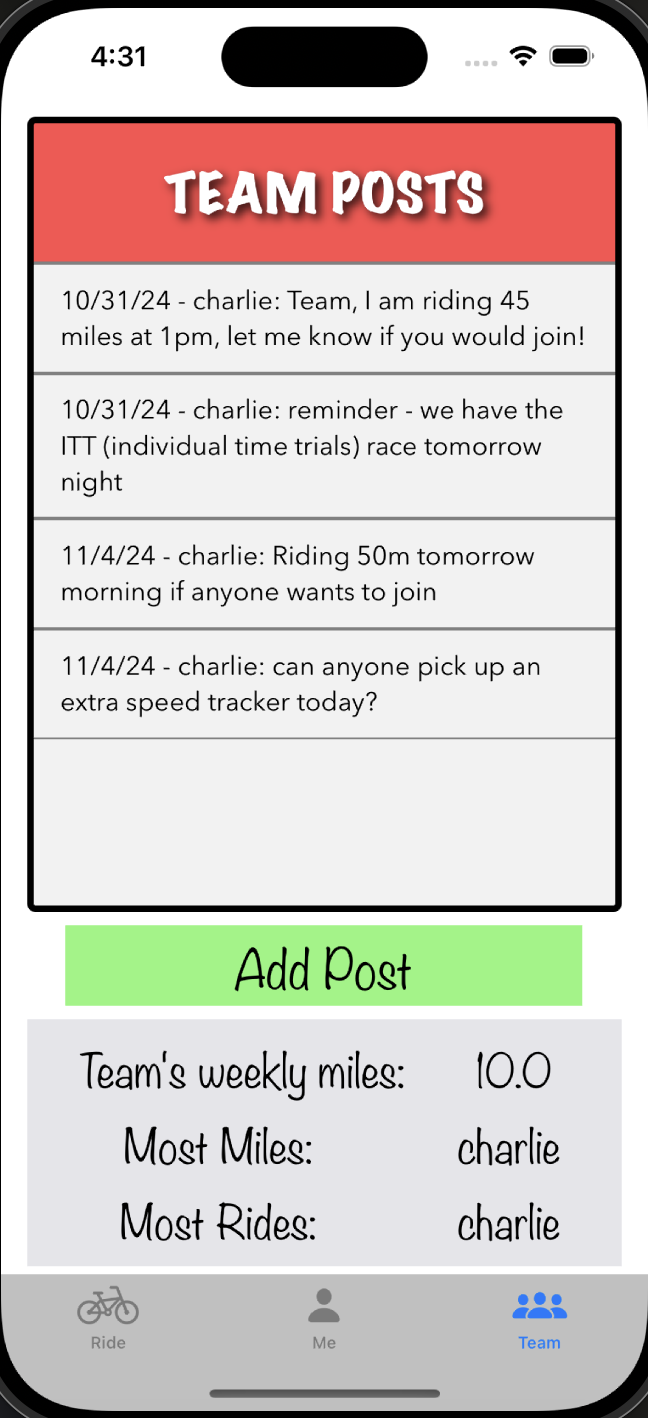 4:31
TEAM POSTS
10/31/24 - charlie: Team, I am riding 45
miles at 1pm, let me know if you would join!
10/31/24 - charlie: reminder - we have the
ITT (individual time trials) race tomorrow
night
11/4/24 - charlie: Riding 50m tomorrow
morning if anyone wants to join
11/4/24 - charlie: can anyone pick up an
extra speed tracker today?
Add Post
Team's weekly miles: 10.0
Most Miles: charlie
Most Rides: charlie
Ride Me Team